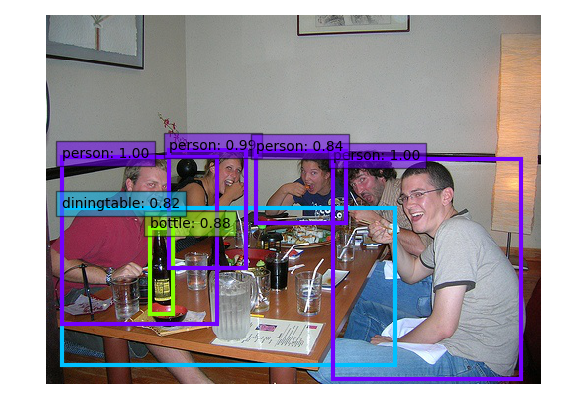 person: 1.00
person: 0.99
person: 0.84
person: 1.00
diningtable: 0.82
bottle: 0.88